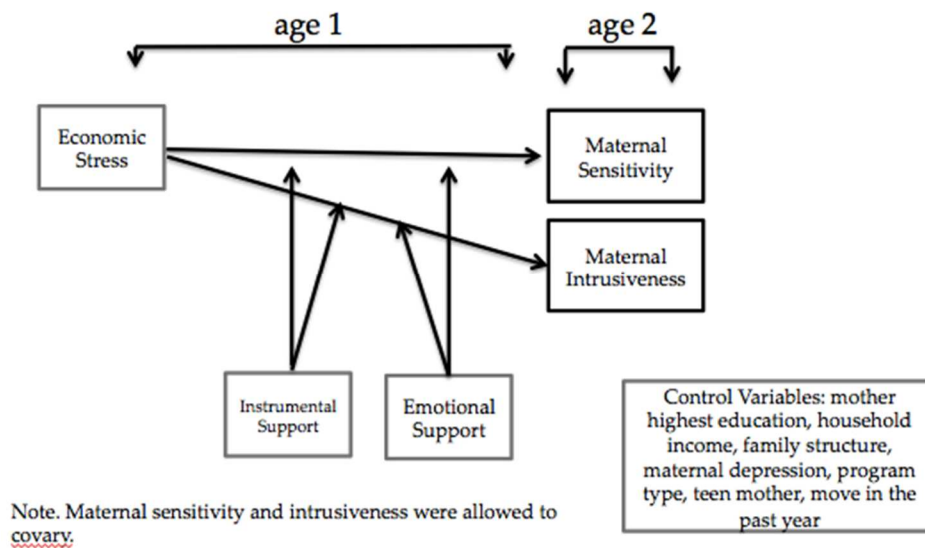 age 1
age 2
Economic
Stress
Maternal
Sensitivity
Maternal
Intrusiveness
Instrumental
Support
Emotional
Support
Control Variables: mother
highest education, household
income, family structure,
maternal depression, program
type, teen mother, move in the
past year
Note. Maternal sensitivity and intrusiveness were allowed to
covary.